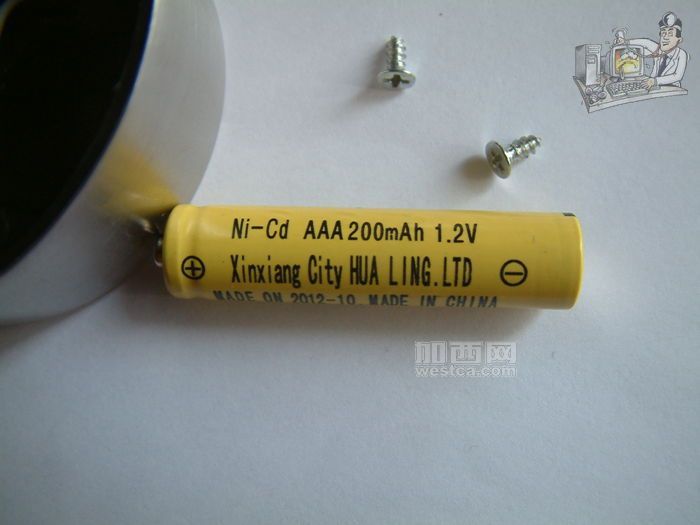 Ni-Cd AAA200mAh 1.2V
Xinxiang City HUA LING.LTD
MADE ON 2012-10. MADE IN CHINA
加西网
westca.com